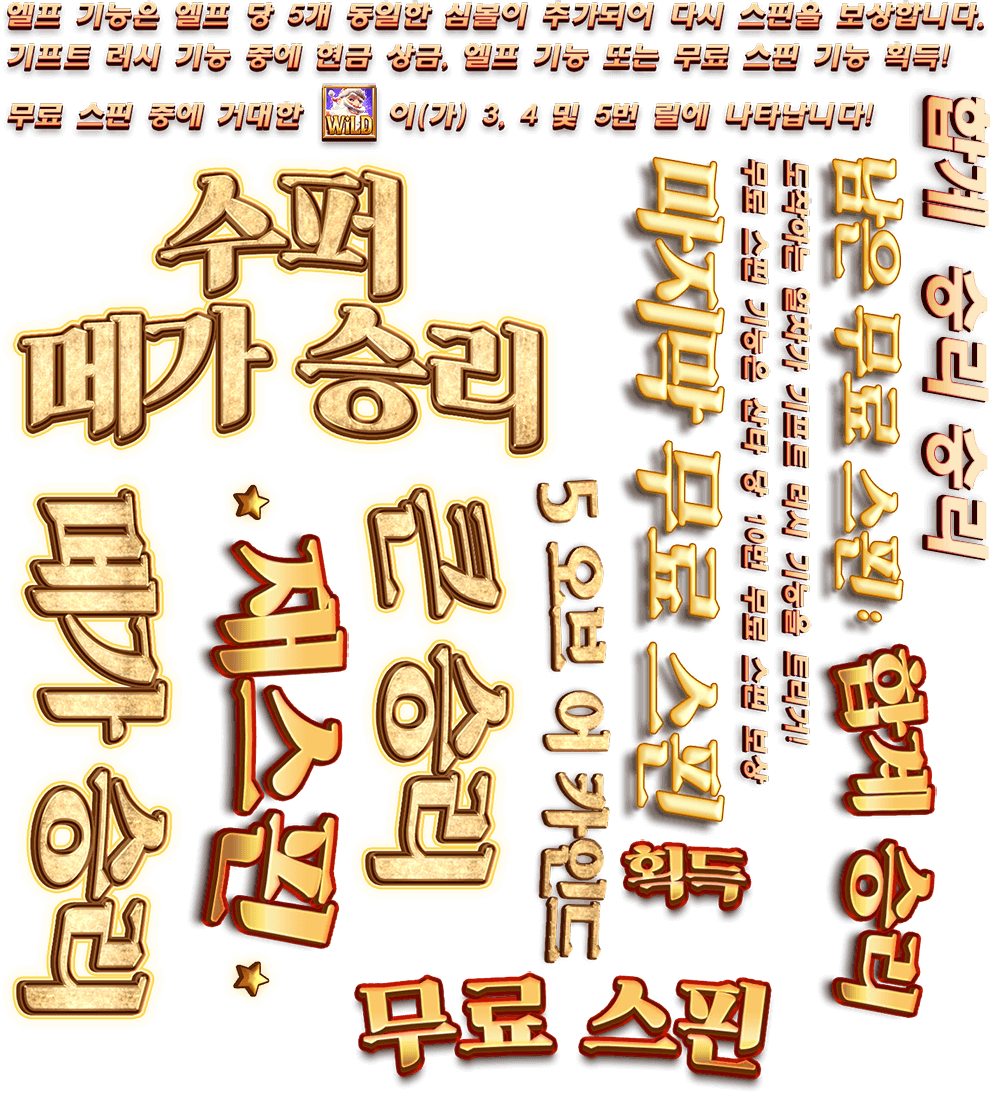 엘프 기능은 엘프 당 5개 동일한 심볼이 추가되어 다시 스핀을 보상합니다.
기프트 러시 기능 중에 현금 상금, 엘프 기능 또는 무료 스핀 기능 획득!
무료 스핀 중에 거대한 WILD 이(가) 3, 4 및 5번 릴에 나타납니다!
합계 승리 승리
남은 무료 스핀:
도착하는 열차가 기프트 러시 기능을 트리거!
무료 스핀 기능은 산타 당 10번 무료 스핀 보상
마지막 무료 스핀
수퍼
메가 승리
5 오브 어 카인드
큰 승리
재스핀
메가 승리
합계 승리
획득
무료 스핀